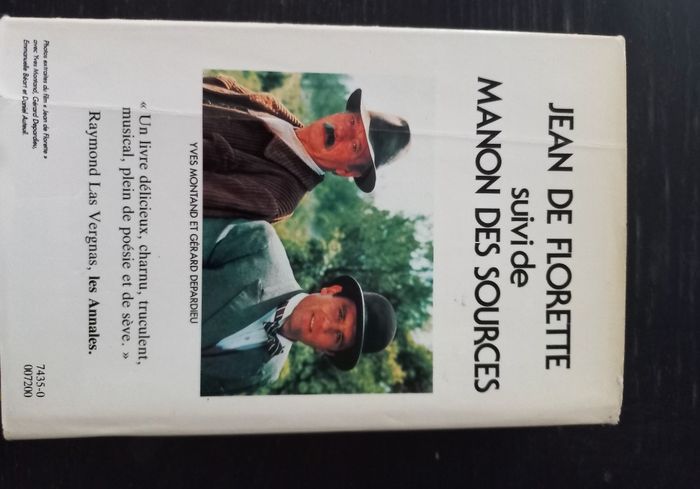 JEAN DE FLORETTE
suivi de
MANON DES SOURCES
YVES MONTAND ET GÉRARD DEPARDIEU
« Un livre délicieux, charnu, truculent,
musical, plein de poésie et de sève. »
Raymond Las Vergnas, les Annales.
Photos extraites du film « Jean de Florette »
avec Yves Montand, Gérard Depardieu,
Emmanuelle Béart et Daniel Auteuil.
7435-0
007200